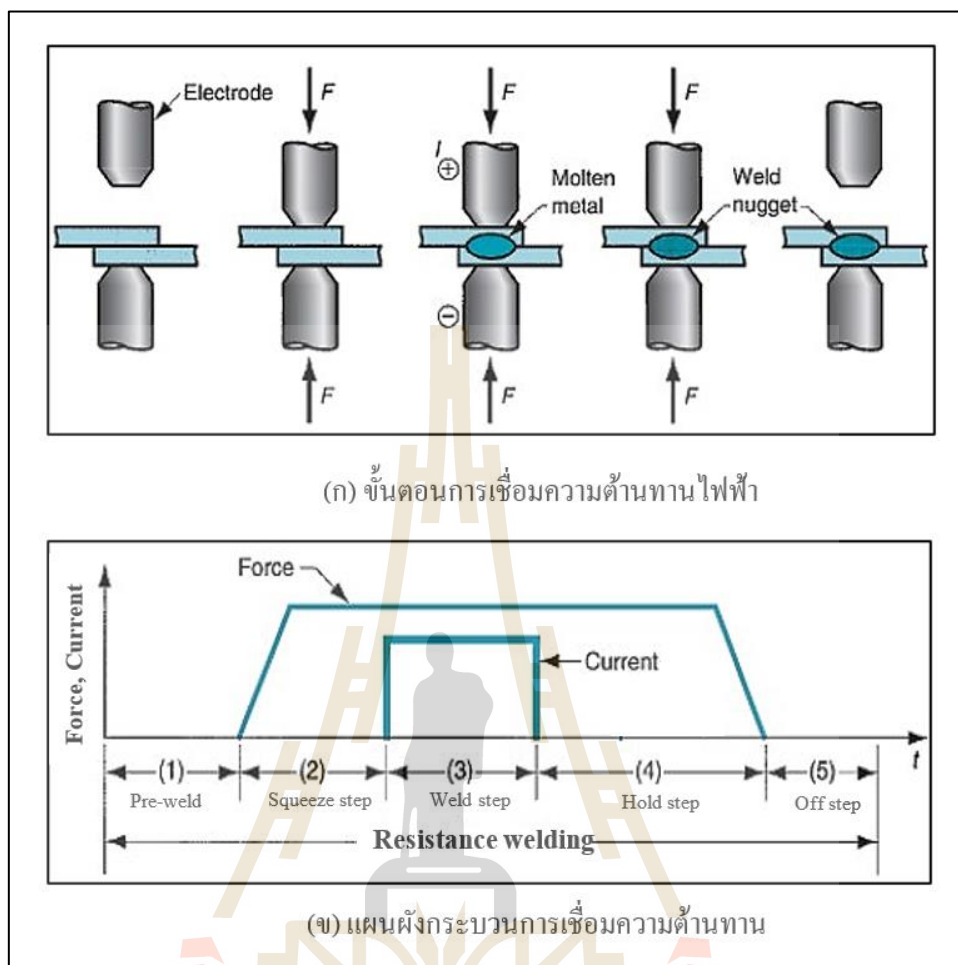 Electrode
F
F
F
I
+
Molten
metal
Weld
nugget
−
F
F
F
(ก) ขั้นตอนการเชื่อมความต้านทานไฟฟ้า
Force
Force, Current
Current
t
(1) (2) (3) (4) (5)
Pre-weld Squeeze step Weld step Hold step Off step
Resistance welding
(ข) แผนผังกระบวนการเชื่อมความต้านทาน